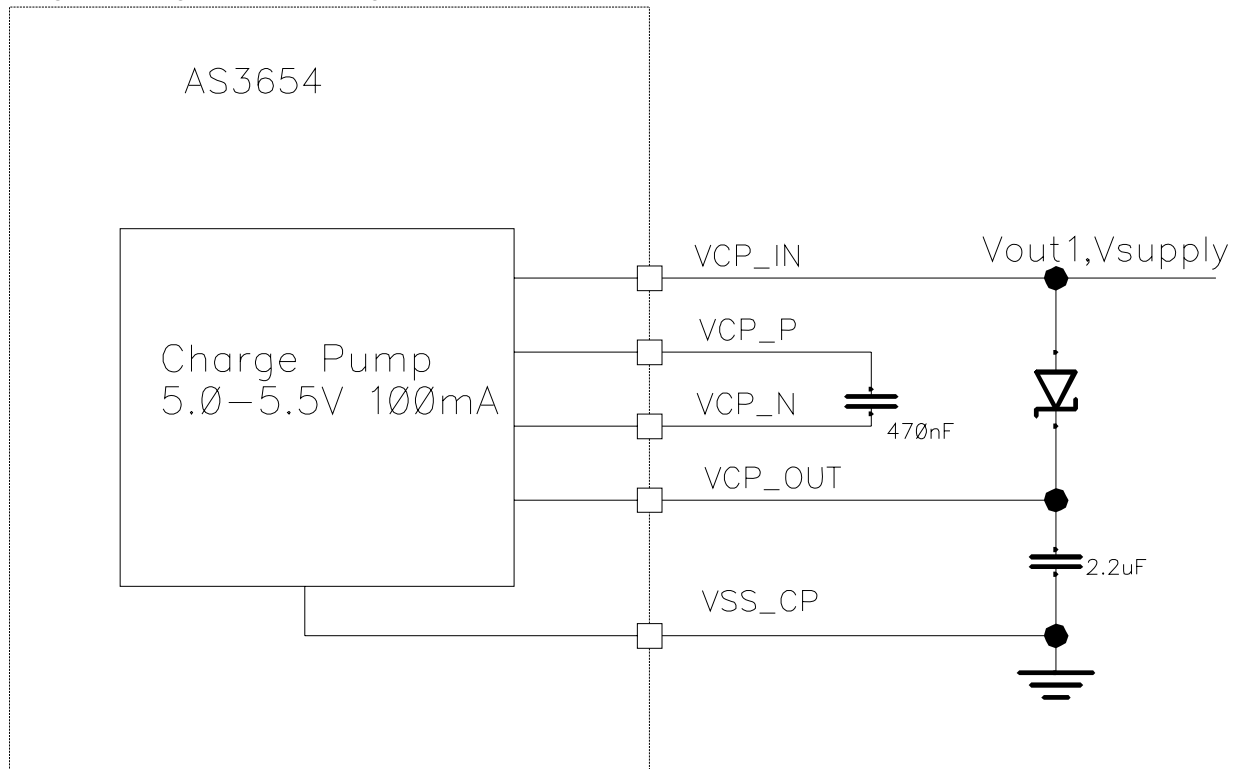 AS3654
VCP_IN
Vout1,Vsupply
VCP_P
Charge Pump
5.0-5.5V 100mA
VCP_N
470nF
VCP_OUT
2.2uF
VSS_CP